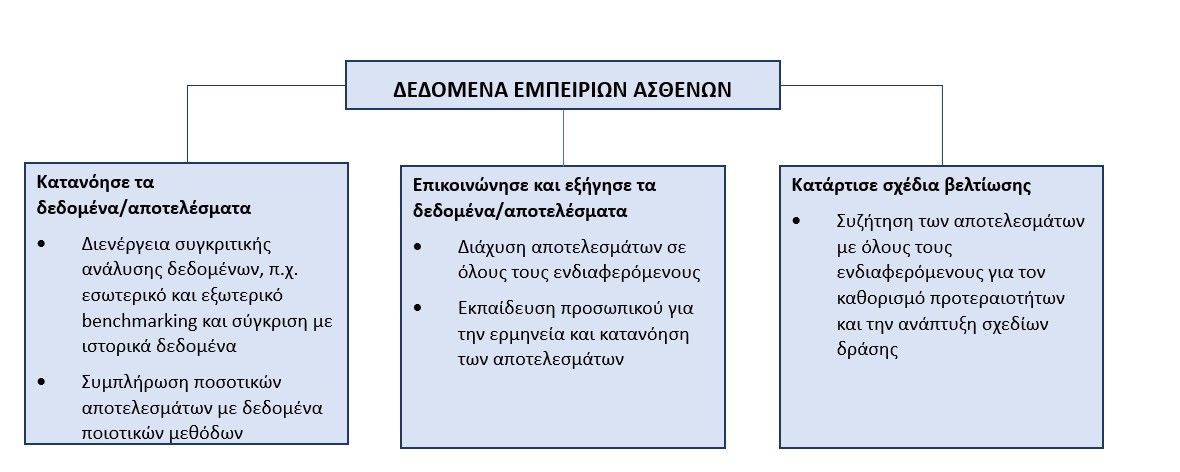 ΔΕΔΟΜΕΝΑ ΕΜΠΕΙΡΙΩΝ ΑΣΘΕΝΩΝ
Κατανόησε τα
δεδομένα/αποτελέσματα
• Διενέργεια συγκριτικής
ανάλυσης δεδομένων, π.χ.
εσωτερικό και εξωτερικό
benchmarking και σύγκριση με
ιστορικά δεδομένα
• Συμπλήρωση ποσοτικών
αποτελεσμάτων με δεδομένα
ποιοτικών μεθόδων
Επικοινώνησε και εξήγησε τα
δεδομένα/αποτελέσματα
• Διάχυση αποτελεσμάτων σε
όλους τους ενδιαφερόμενους
• Εκπαίδευση προσωπικού για
την ερμηνεία και κατανόηση
των αποτελεσμάτων
Κατάρτισε σχέδια βελτίωσης
• Συζήτηση των αποτελεσμάτων
με όλους τους
ενδιαφερόμενους για τον
καθορισμό προτεραιοτήτων
και την ανάπτυξη σχεδίων
δράσης